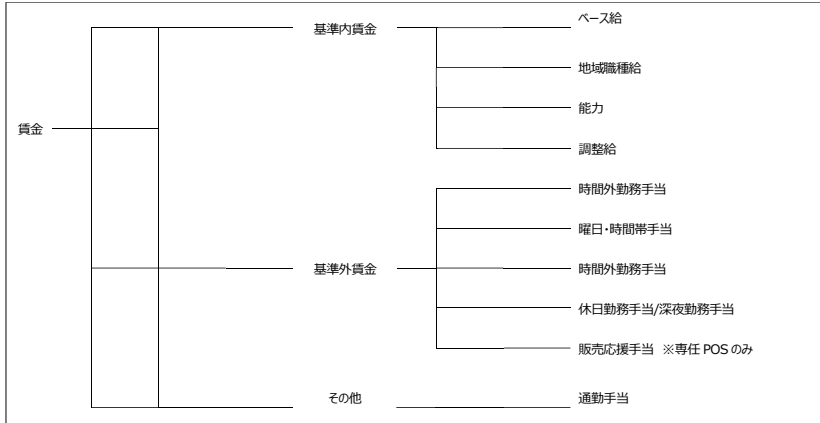 賃金
基準内賃金
ベース給
地域職種給
能力
調整給
基準外賃金
時間外勤務手当
曜日・時間帯手当
時間外勤務手当
休日勤務手当/深夜勤務手当
販売応援手当 ※専任 POS のみ
その他
通勤手当